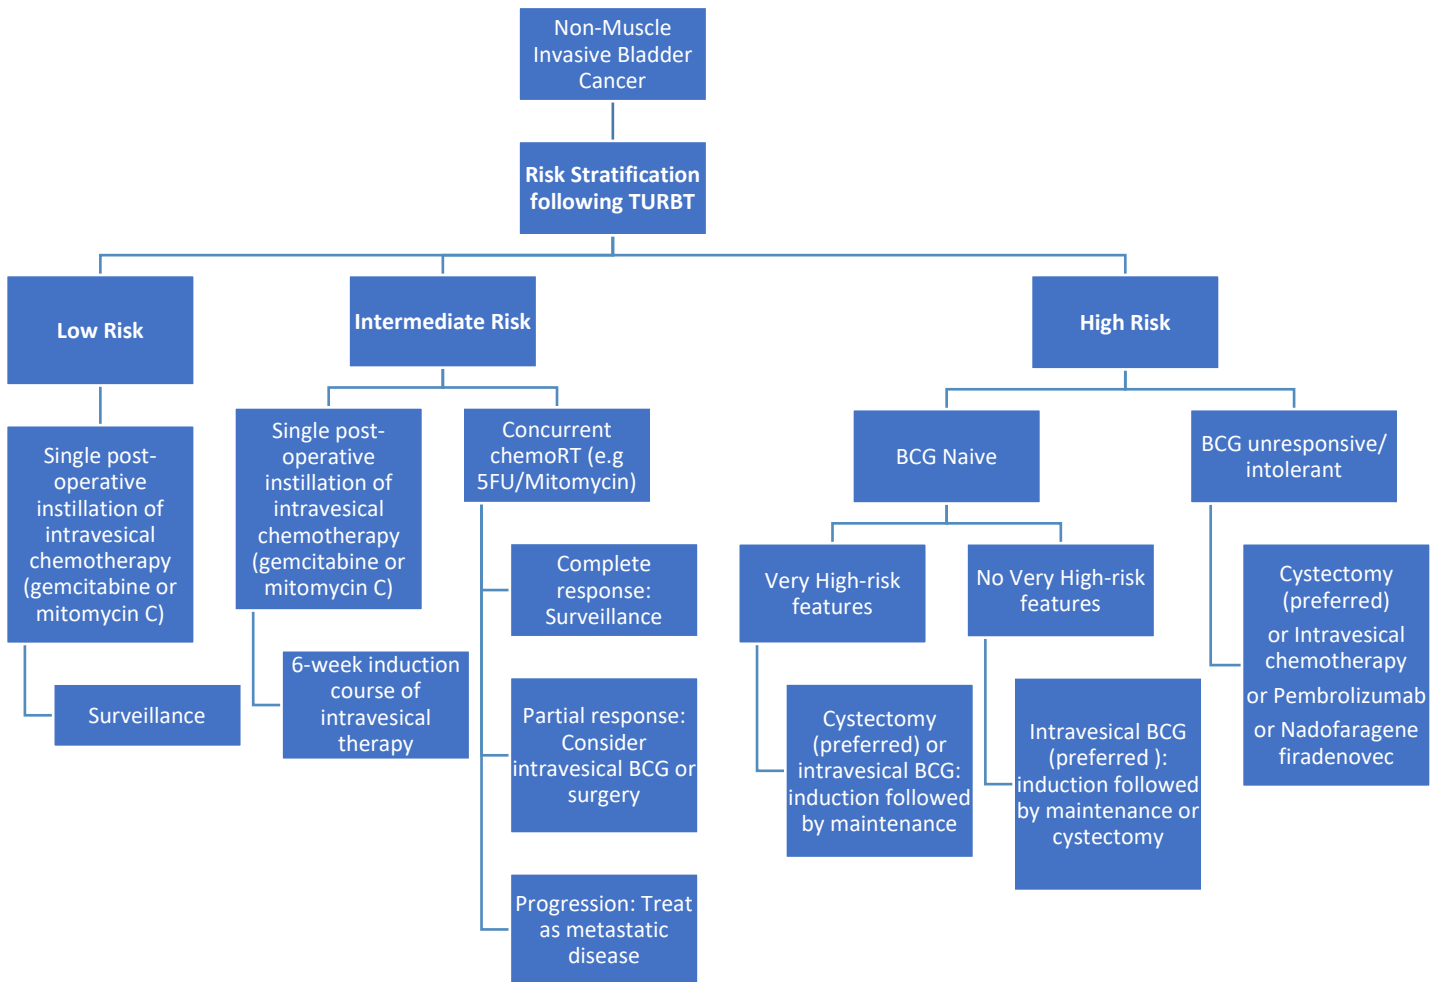 Non-Muscle
Invasive Bladder
Cancer
Risk Stratification
following TURBT
Low Risk
Intermediate Risk
High Risk
Single post-
operative
instillation of
intravesical
chemotherapy
(gemcitabine or
mitomycin C)
Surveillance
Single post-
operative
instillation of
intravesical
chemotherapy
(gemcitabine or
mitomycin C)
6-week induction
course of
intravesical
therapy
Concurrent
chemoRT (e.g
5FU/Mitomycin)
Complete
response:
Surveillance
Partial response:
Consider
intravesical BCG or
surgery
Progression: Treat
as metastatic
disease
BCG Naive
Very High-risk
features
Cystectomy
(preferred) or
intravesical BCG:
induction followed
by maintenance
No Very High-risk
features
Intravesical BCG
(preferred ):
induction followed
by maintenance or
cystectomy
BCG unresponsive/
intolerant
Cystectomy
(preferred)
or Intravesical
chemotherapy
or Pembrolizumab
or Nadofaragene
firadenovec